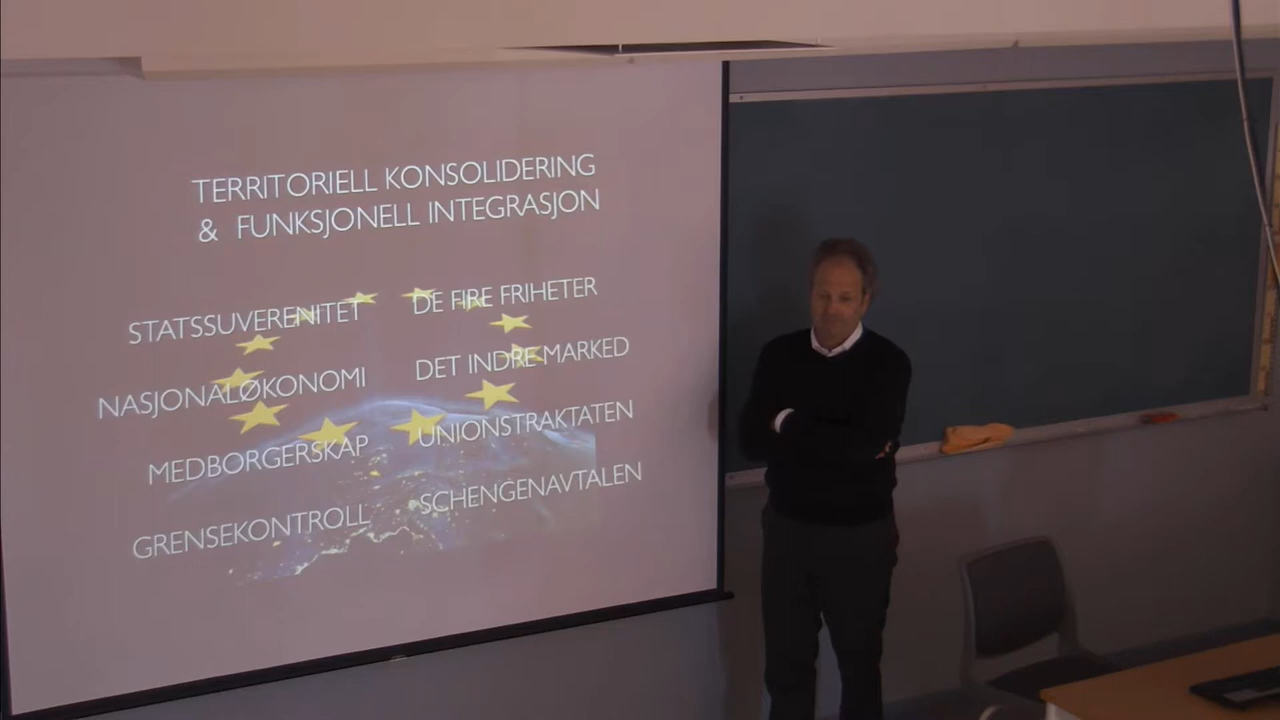 TERRITORIELL KONSOLIDERING
& FUNKSJONELL INTEGRASJON
STATSSUVERENITET
NASJONALØKONOMI
MEDBORGERSKAP
GRENSEKONTROLL
DE FIRE FRIHETER
DET INDRE MARKED
UNIONSTRAKTATEN
SCHENGENAVTALEN